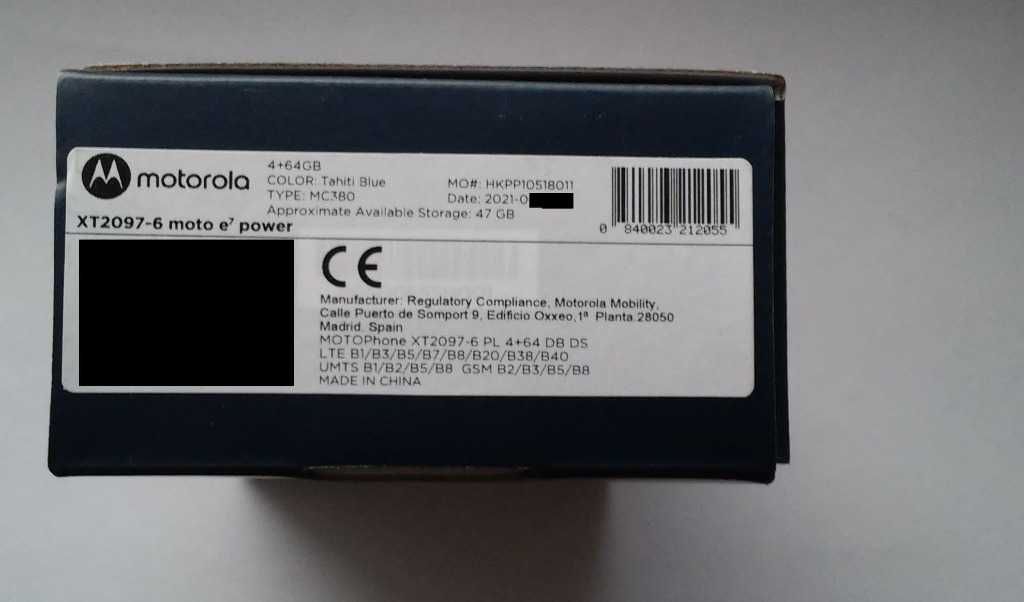 motorola
XT2097-6 moto e⁷ power
4+64GB
COLOR: Tahiti Blue
TYPE: MC380
Approximate Available Storage: 47 GB
MO#: HKPP10518011
Date: 2021-0
0 840023 212055
CE
Manufacturer: Regulatory Compliance, Motorola Mobility,
Calle Puerto de Somport 9, Edificio Oxxeo,1ª Planta.28050
Madrid. Spain
MOTOPhone XT2097-6 PL 4+64 DB DS
LTE B1/B3/B5/B7/B8/B20/B38/B40
UMTS B1/B2/B5/B8 GSM B2/B3/B5/B8
MADE IN CHINA